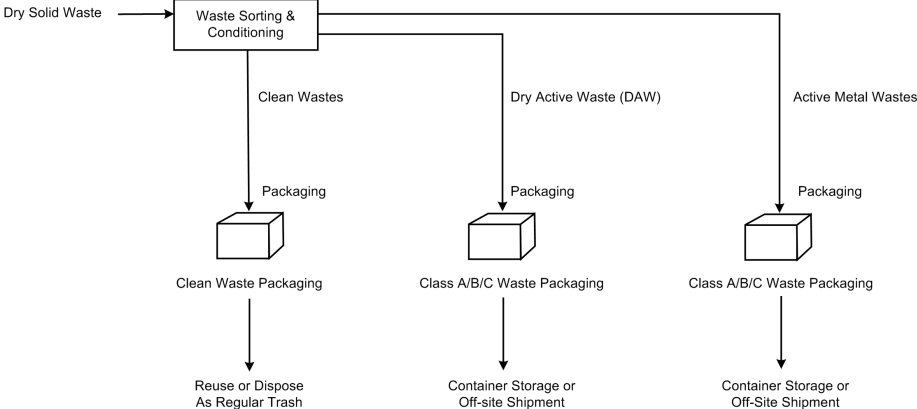 Dry Solid Waste
Waste Sorting &
Conditioning
Clean Wastes
Dry Active Waste (DAW)
Active Metal Wastes
Packaging
Packaging
Packaging
Clean Waste Packaging
Class A/B/C Waste Packaging
Class A/B/C Waste Packaging
Reuse or Dispose
As Regular Trash
Container Storage or
Off-site Shipment
Container Storage or
Off-Site Shipment